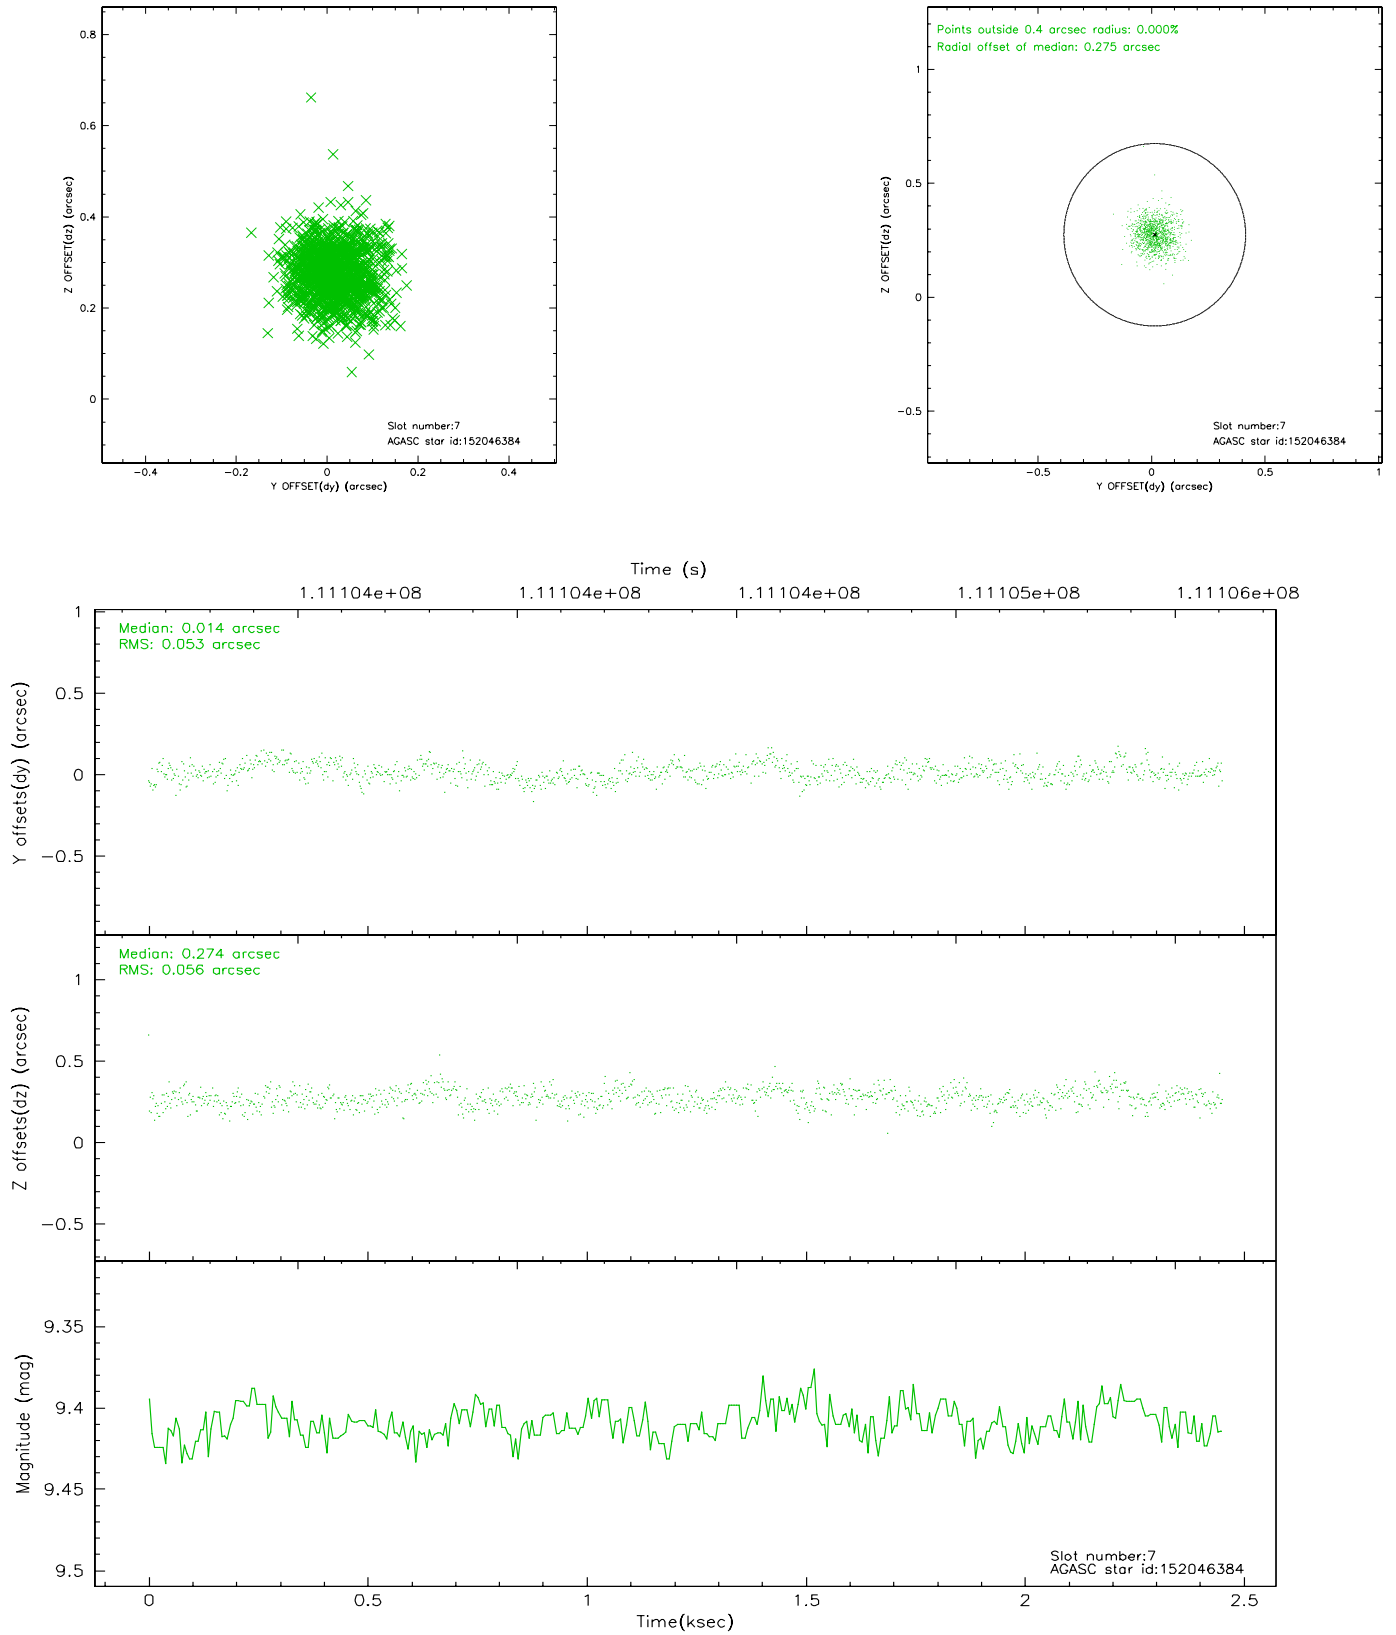 0.8
0.6
0.4
0.2
0
Z OFFSET(dz) (arcsec)
Slot number:7
AGASC star id:152046384
−0.4 −0.2 0 0.2 0.4
Y OFFSET(dy) (arcsec)
Points outside 0.4 arcsec radius: 0.000%
Radial offset of median: 0.275 arcsec
1
0.5
0
−0.5
Z OFFSET(dz) (arcsec)
Slot number:7
AGASC star id:152046384
−0.5 0 0.5 1
Y OFFSET(dy) (arcsec)
Time (s)
1.11104e+08 1.11104e+08 1.11104e+08 1.11105e+08 1.11106e+08
Median: 0.014 arcsec
RMS: 0.053 arcsec
1
0.5
0
−0.5
Y offsets(dy) (arcsec)
Median: 0.274 arcsec
RMS: 0.056 arcsec
1
0.5
0
−0.5
Z offsets(dz) (arcsec)
9.35
9.4
9.45
9.5
Magnitude (mag)
Slot number:7
AGASC star id:152046384
0 0.5 1 1.5 2 2.5
Time(ksec)